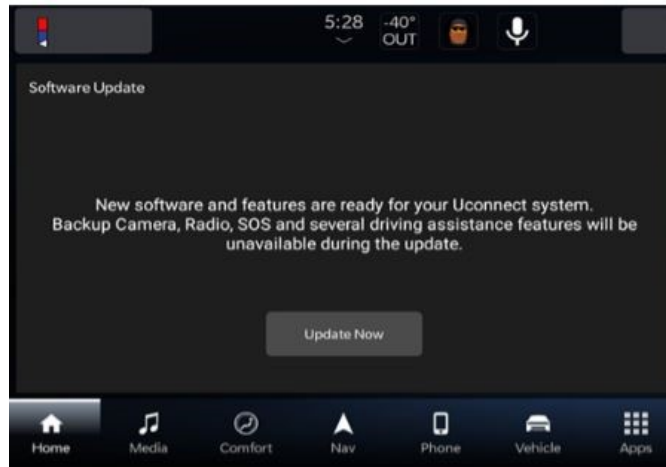 5:28
-40°
OUT
Software Update
New software and features are ready for your Uconnect system.
Backup Camera, Radio, SOS and several driving assistance features will be
unavailable during the update.
Update Now
Home Media Comfort Nav Phone Vehicle Apps